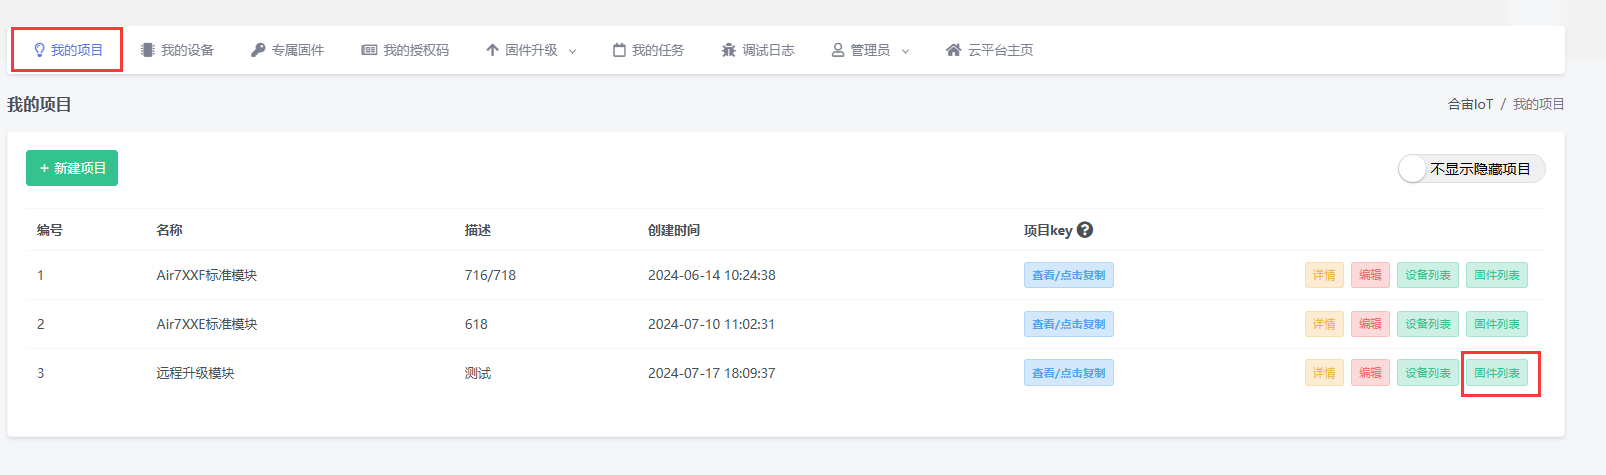 我的项目 我的设备 专属固件 我的授权码 固件升级 我的任务 调试日志 管理员 云平台主页
我的项目 合宙IoT / 我的项目
+ 新建项目 不显示隐藏项目
编号 名称 描述 创建时间 项目key ?
1 Air7XXF标准模块 716/718 2024-06-14 10:24:38 查看/点击复制 详情 编辑 设备列表 固件列表
2 Air7XXE标准模块 618 2024-07-10 11:02:31 查看/点击复制 详情 编辑 设备列表 固件列表
3 远程升级模块 测试 2024-07-17 18:09:37 查看/点击复制 详情 编辑 设备列表 固件列表